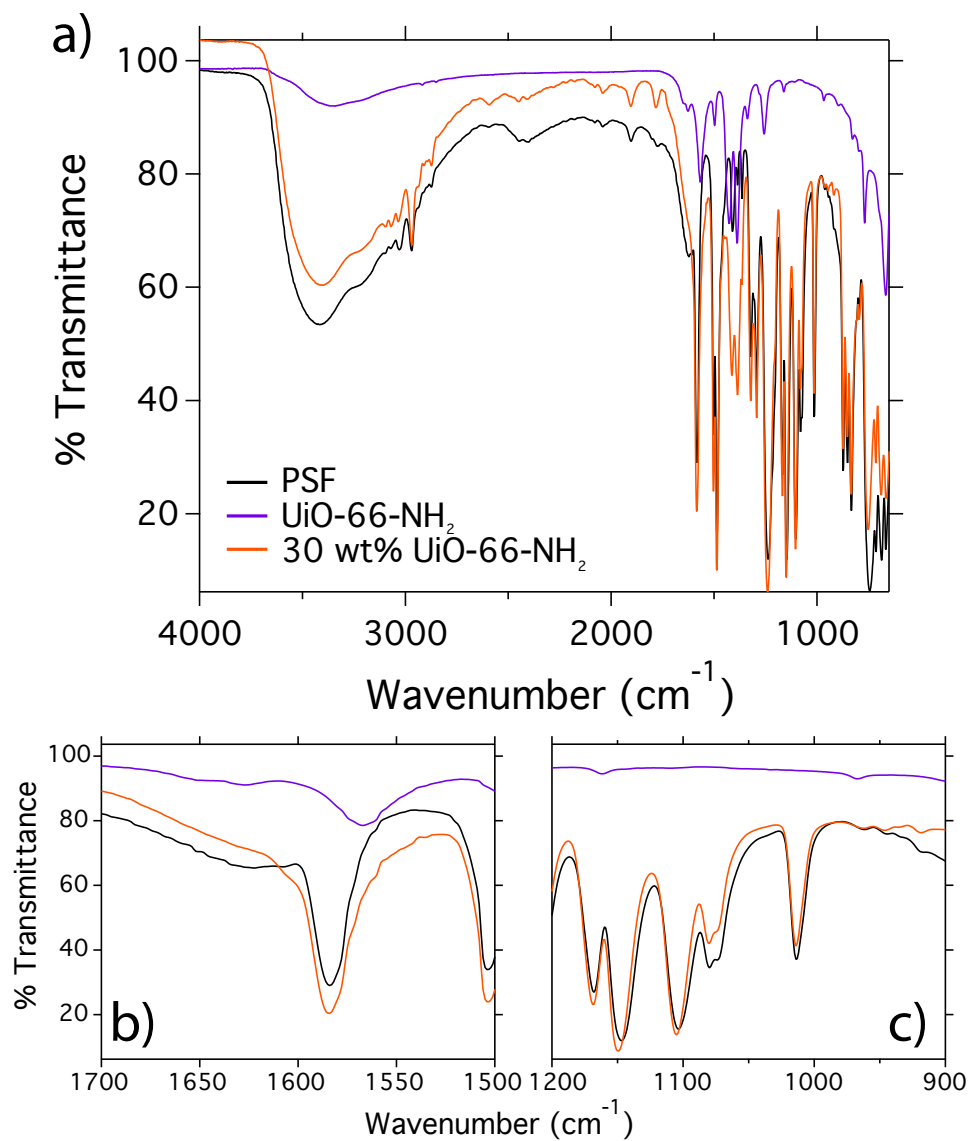 a)
% Transmittance
100
80
60
40
20
PSF
UiO-66-NH₂
30 wt% UiO-66-NH₂
4000 3000 2000 1000
Wavenumber (cm⁻¹)
% Transmittance
100
80
60
40
20
b) c)
1700 1650 1600 1550 1500 1200 1100 1000 900
Wavenumber (cm⁻¹)